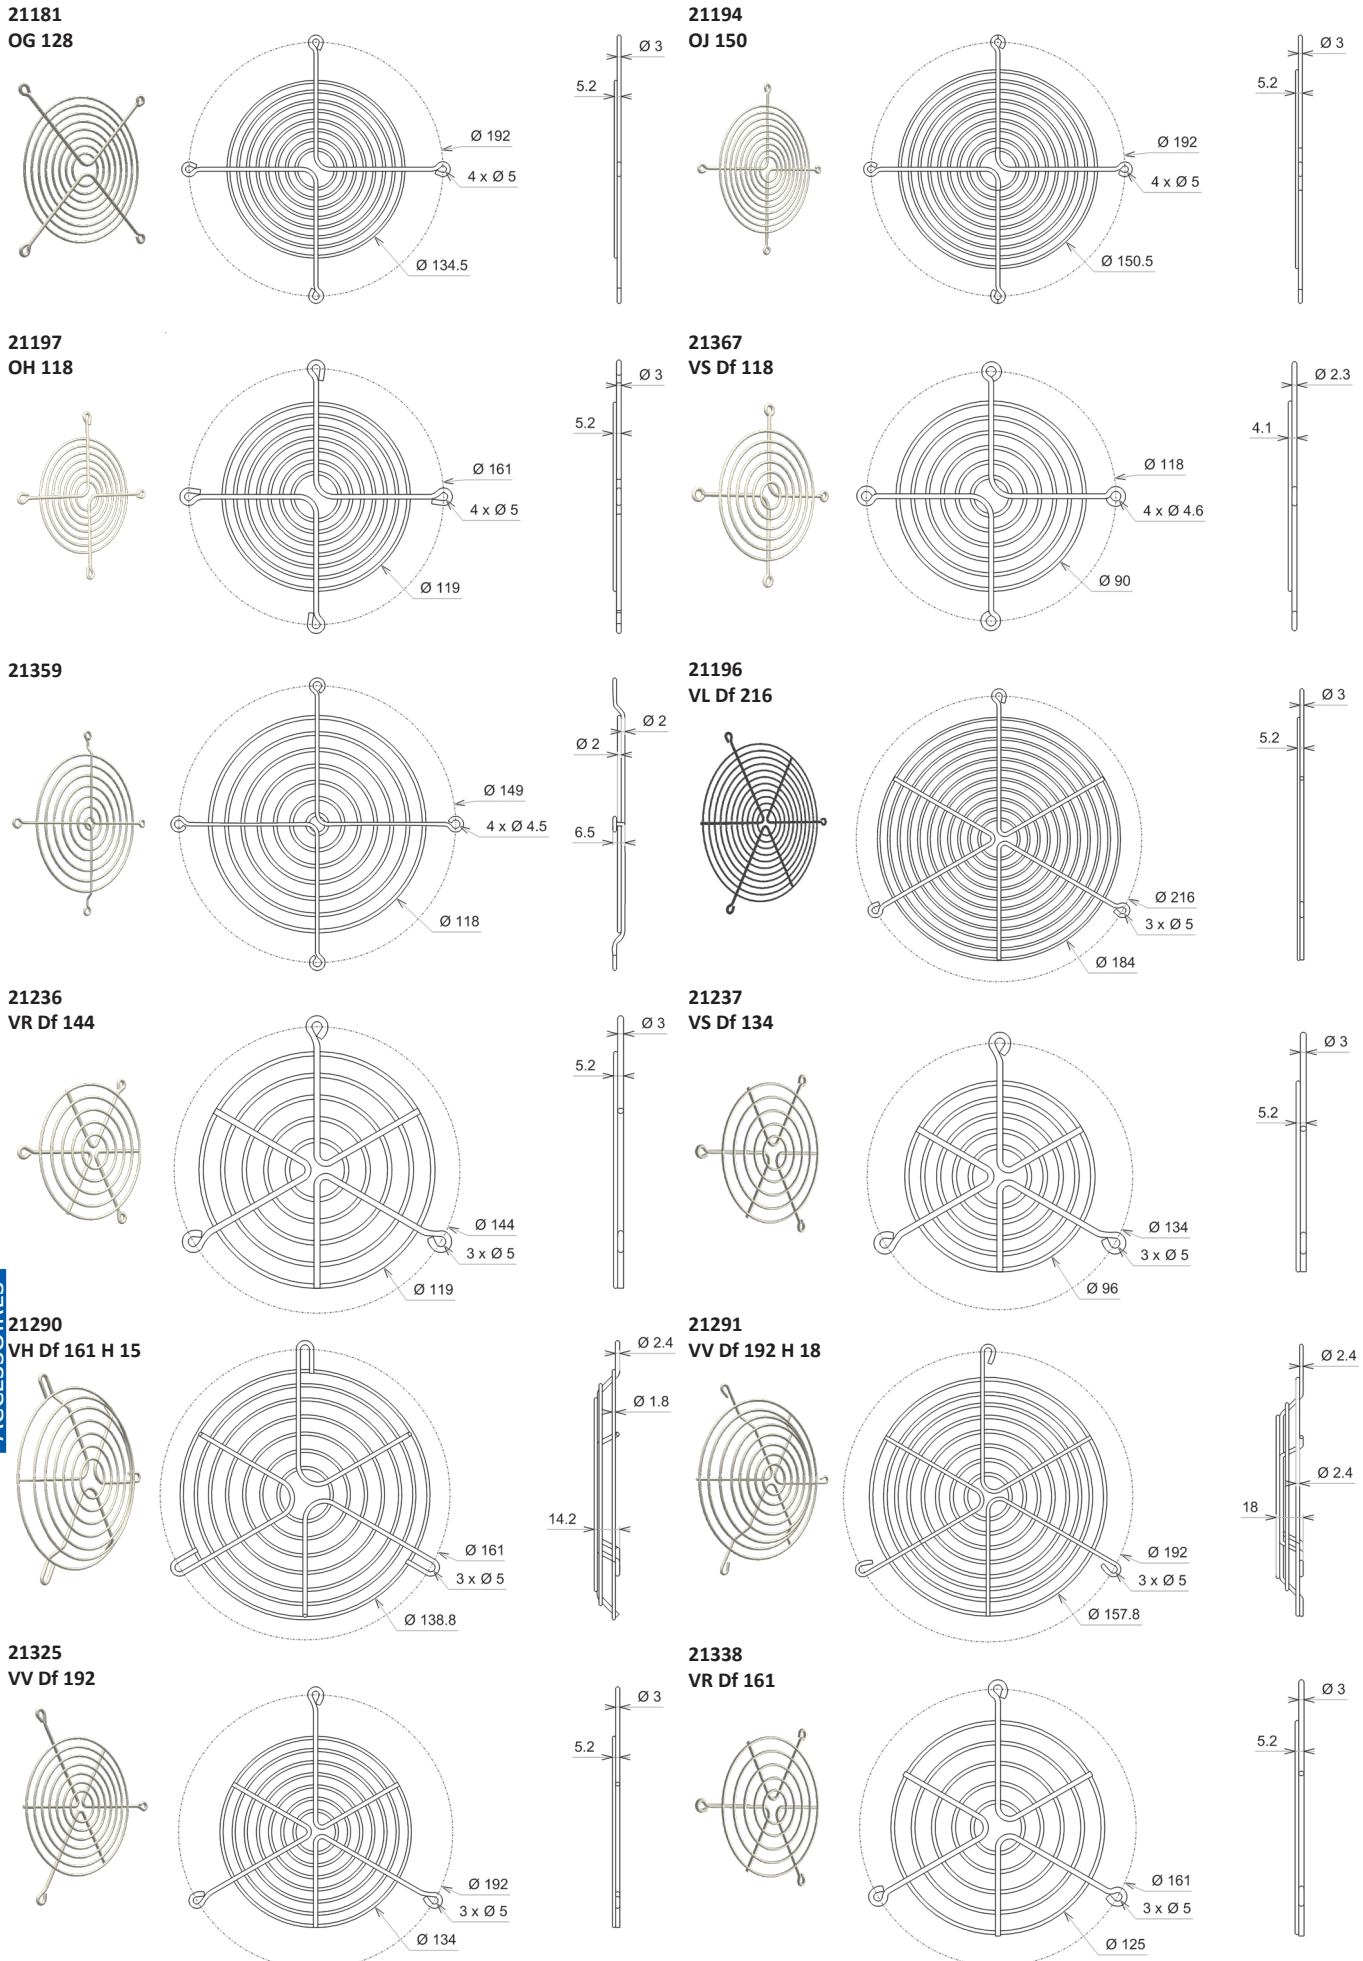 21181
OG 128
Ø 3
5.2
Ø 192
4 x Ø 5
Ø 134.5
21194
OJ 150
Ø 3
5.2
Ø 192
4 x Ø 5
Ø 150.5
21197
OH 118
Ø 3
5.2
Ø 161
4 x Ø 5
Ø 119
21367
VS Df 118
Ø 2.3
4.1
Ø 118
4 x Ø 4.6
Ø 90
21359
Ø 2
Ø 2
Ø 149
4 x Ø 4.5
6.5
Ø 118
21196
VL Df 216
Ø 3
5.2
Ø 216
3 x Ø 5
Ø 184
21236
VR Df 144
Ø 3
5.2
Ø 144
3 x Ø 5
Ø 119
21237
VS Df 134
Ø 3
5.2
Ø 134
3 x Ø 5
Ø 96
21290
VH Df 161 H 15
Ø 2.4
Ø 1.8
14.2
Ø 161
3 x Ø 5
Ø 138.8
21291
VV Df 192 H 18
Ø 2.4
Ø 2.4
18
Ø 192
3 x Ø 5
Ø 157.8
21325
VV Df 192
Ø 3
5.2
Ø 192
3 x Ø 5
Ø 134
21338
VR Df 161
Ø 3
5.2
Ø 161
3 x Ø 5
Ø 125